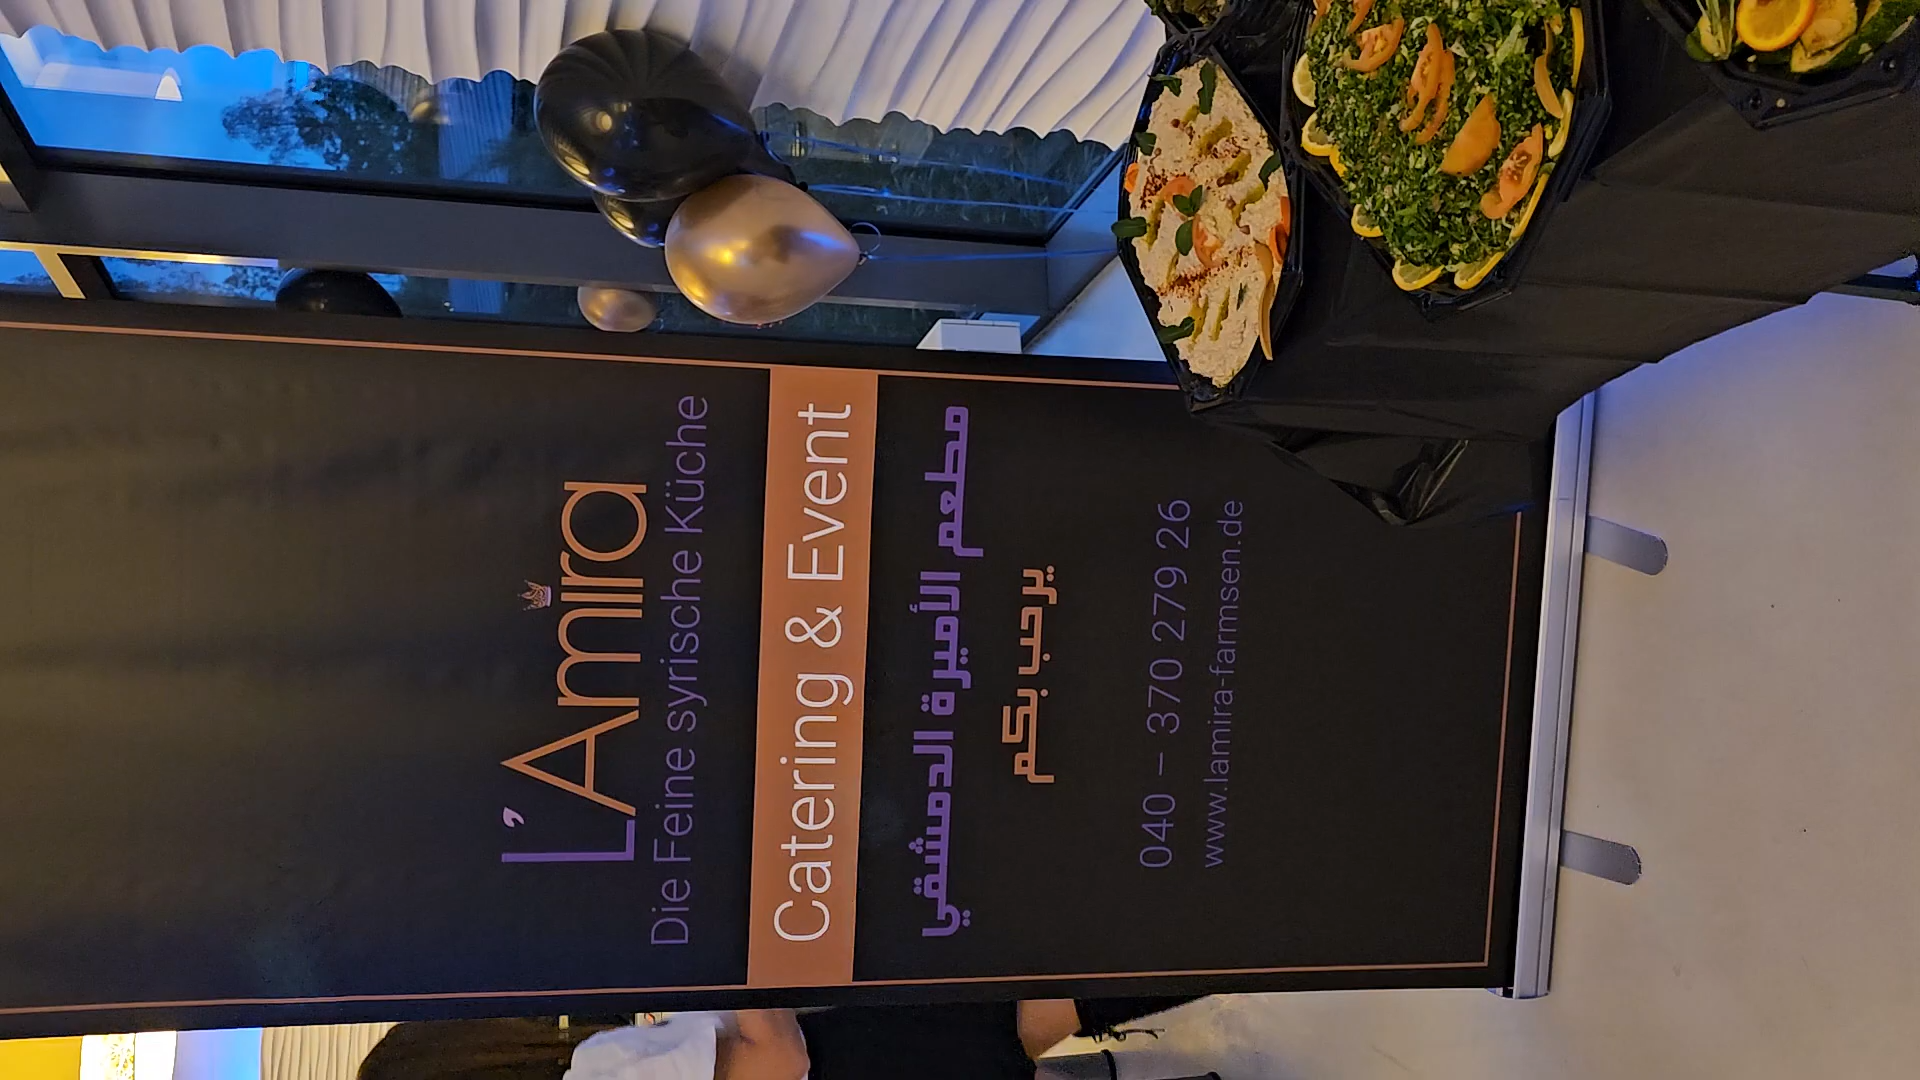 L'Amira
Die Feine syrische Küche
Catering & Event
مطعم الأميرة الدمشقي
يرحب بكم
040 – 370 279 26
www.lamira-farmsen.de